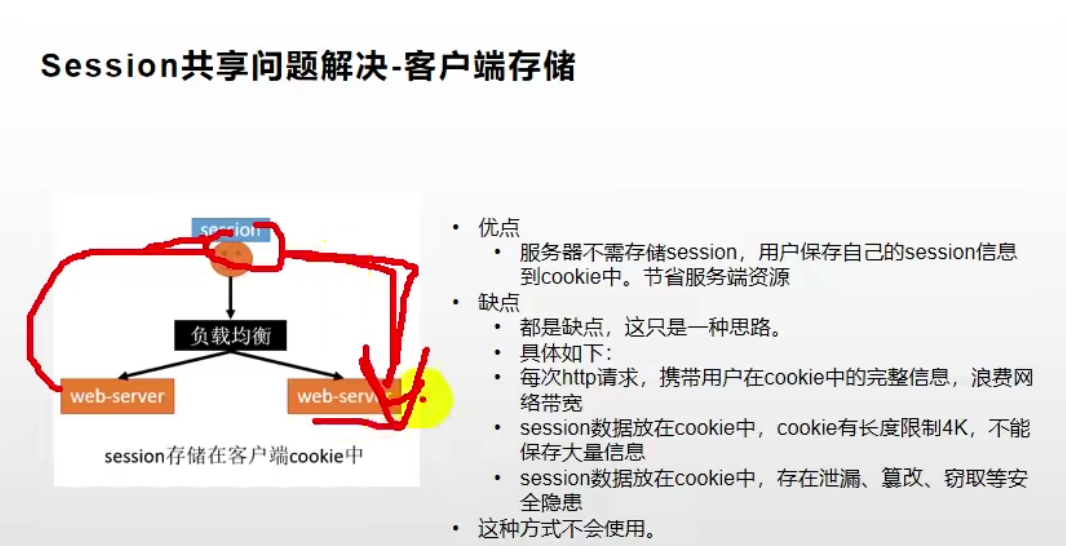 Session共享问题解决-客户端存储
session
负载均衡
web-server
session存储在客户端cookie中
• 优点
• 服务器不需存储session，用户保存自己的session信息
到cookie中。节省服务端资源
• 缺点
• 都是缺点，这只是一种思路。
• 具体如下：
• 每次http请求，携带用户在cookie中的完整信息，浪费网
络带宽
• session数据放在cookie中，cookie有长度限制4K，不能
保存大量信息
• session数据放在cookie中，存在泄漏、篡改、窃取等安
全隐患
• 这种方式不会使用。